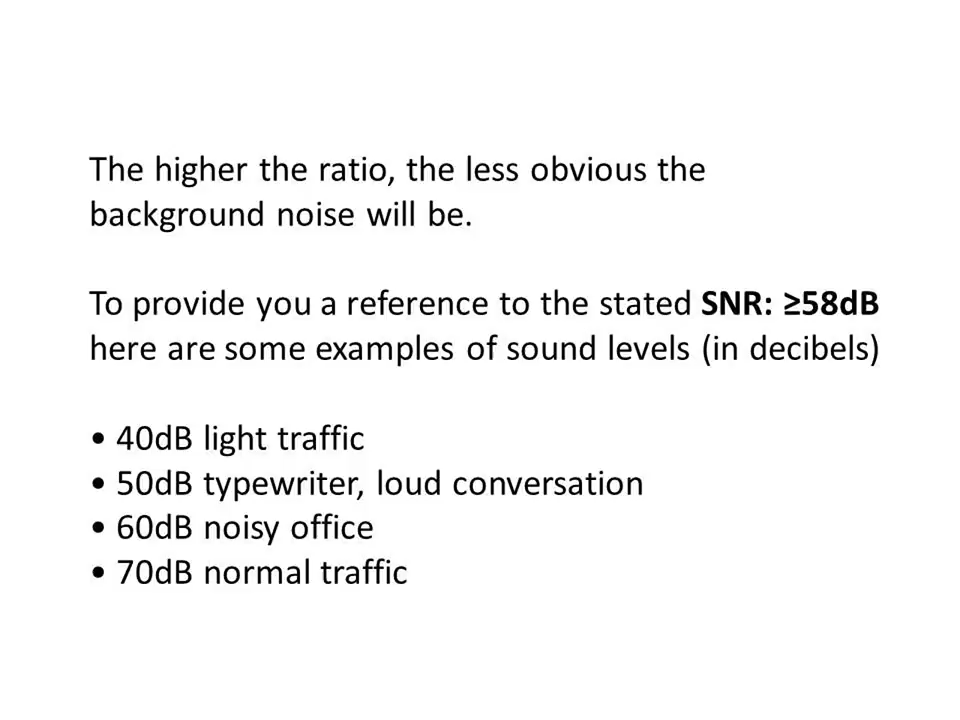 The higher the ratio, the less obvious the
background noise will be.
To provide you a reference to the stated SNR: ≥58dB
here are some examples of sound levels (in decibels)
• 40dB light traffic
• 50dB typewriter, loud conversation
• 60dB noisy office
• 70dB normal traffic